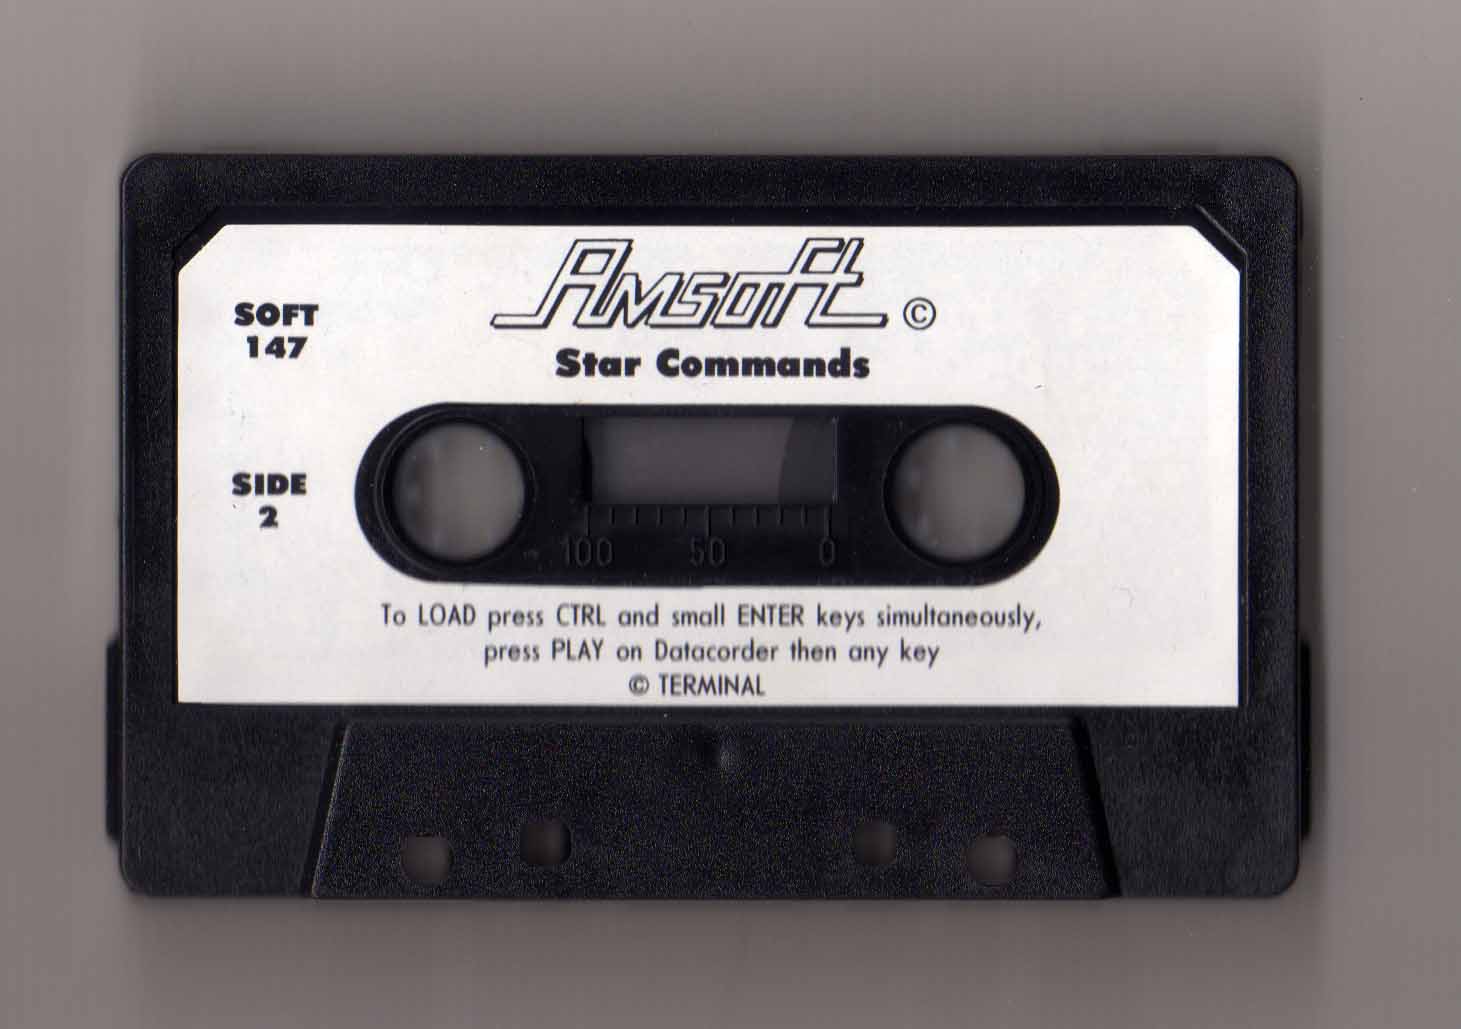 Amsoft ©
Star Commands
SOFT
147
SIDE
2
100 50 0
To LOAD press CTRL and small ENTER keys simultaneously,
press PLAY on Datacorder then any key
© TERMINAL